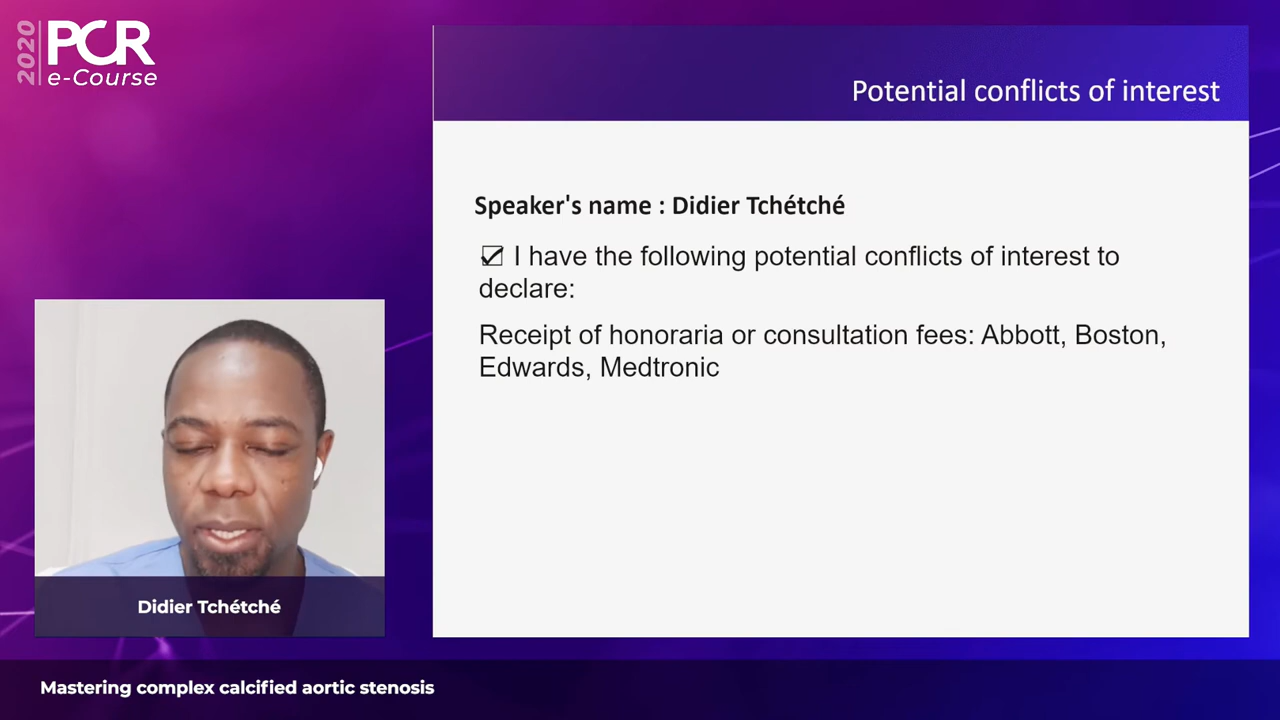 2020
PCR
e-Course
Potential conflicts of interest
Speaker's name : Didier Tchétché
☑ I have the following potential conflicts of interest to
declare:
Receipt of honoraria or consultation fees: Abbott, Boston,
Edwards, Medtronic
Didier Tchétché
Mastering complex calcified aortic stenosis